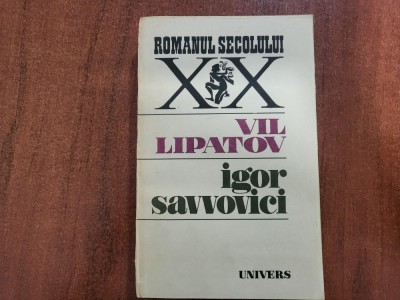 ROMANUL SECOLULUI
XX
VIL
LIPATOV
igor
savvovici
UNIVERS